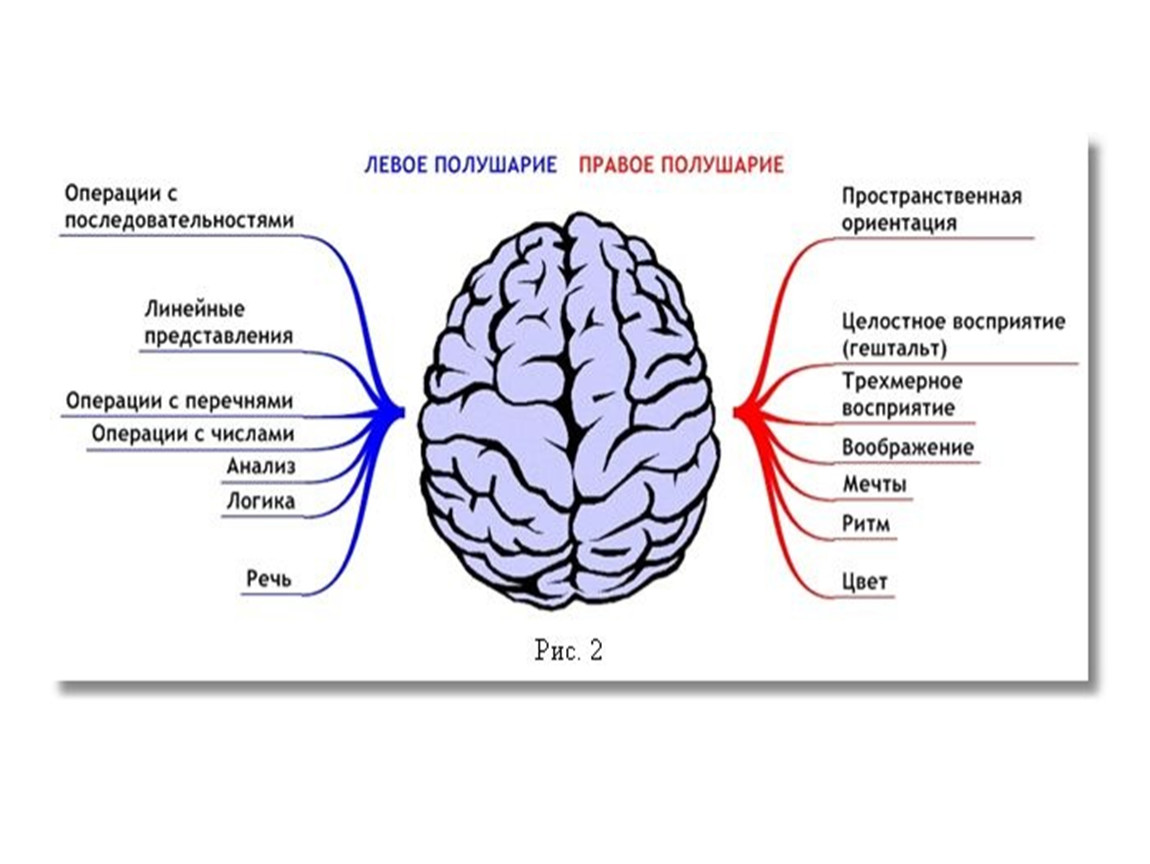 ЛЕВОЕ ПОЛУШАРИЕ ПРАВОЕ ПОЛУШАРИЕ
Операции с
последовательностями
Линейные
представления
Операции с перечнями
Операции с числами
Анализ
Логика
Речь
Пространственная
ориентация
Целостное восприятие
(гештальт)
Трехмерное
восприятие
Воображение
Мечты
Ритм
Цвет
Рис. 2